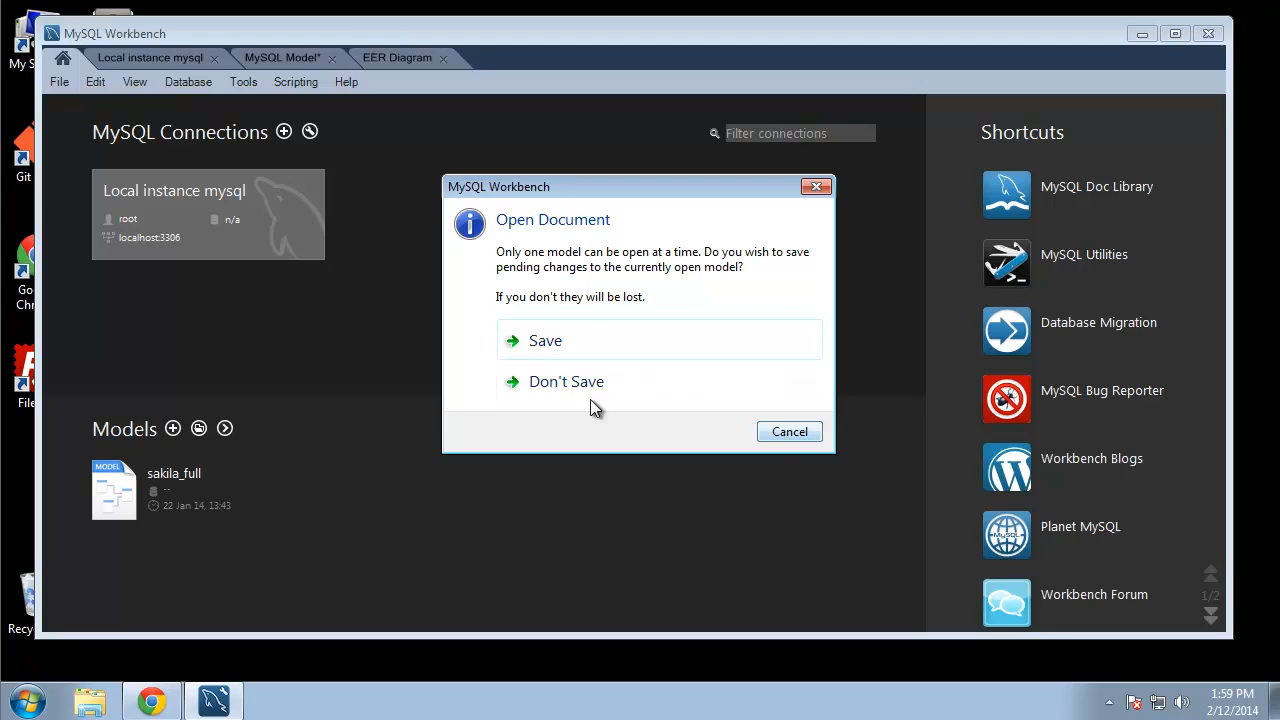 MySQL Workbench
Local instance mysql
MySQL Model*
EER Diagram
File Edit View Database Tools Scripting Help
MySQL Connections
Filter connections
Shortcuts
Local instance mysql
root
n/a
localhost:3306
MySQL Workbench
Open Document
Only one model can be open at a time. Do you wish to save
pending changes to the currently open model?
If you don't they will be lost.
Save
Don't Save
Cancel
MySQL Doc Library
MySQL Utilities
Database Migration
MySQL Bug Reporter
Workbench Blogs
Planet MySQL
MySQL
Workbench Forum
1/2
Models
MODEL
sakila_full
--
22 Jan 14, 13:43
My S
Git
Go
Chr
File
Recy
1:59 PM
2/12/2014